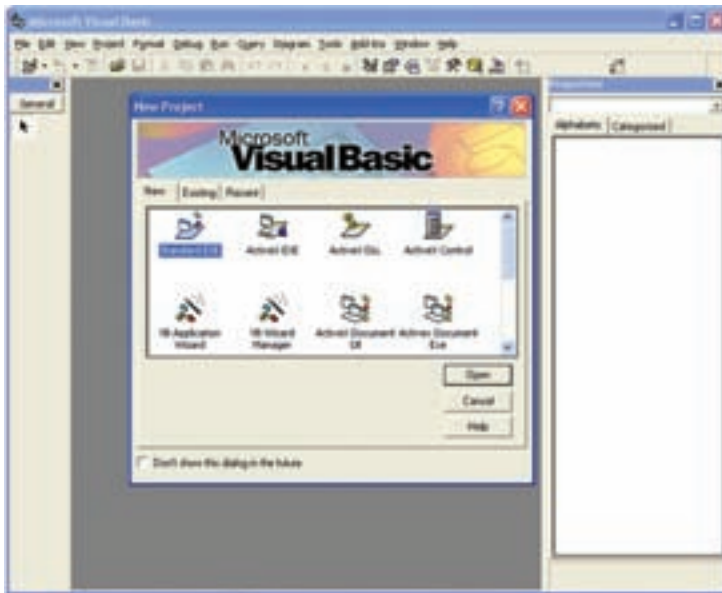 Microsoft Visual Basic
File Edit View Project Format Debug Run Query Diagram Tools Add-Ins Window Help
General
New Project
Microsoft
Visual Basic
Alphabetic Categorized
New Existing Recent
Standard EXE ActiveX EXE ActiveX DLL ActiveX Control
VB Application Wizard VB Wizard Manager ActiveX Document Dll Activex Document Exe
Open
Cancel
Help
Don't show this dialog in the future